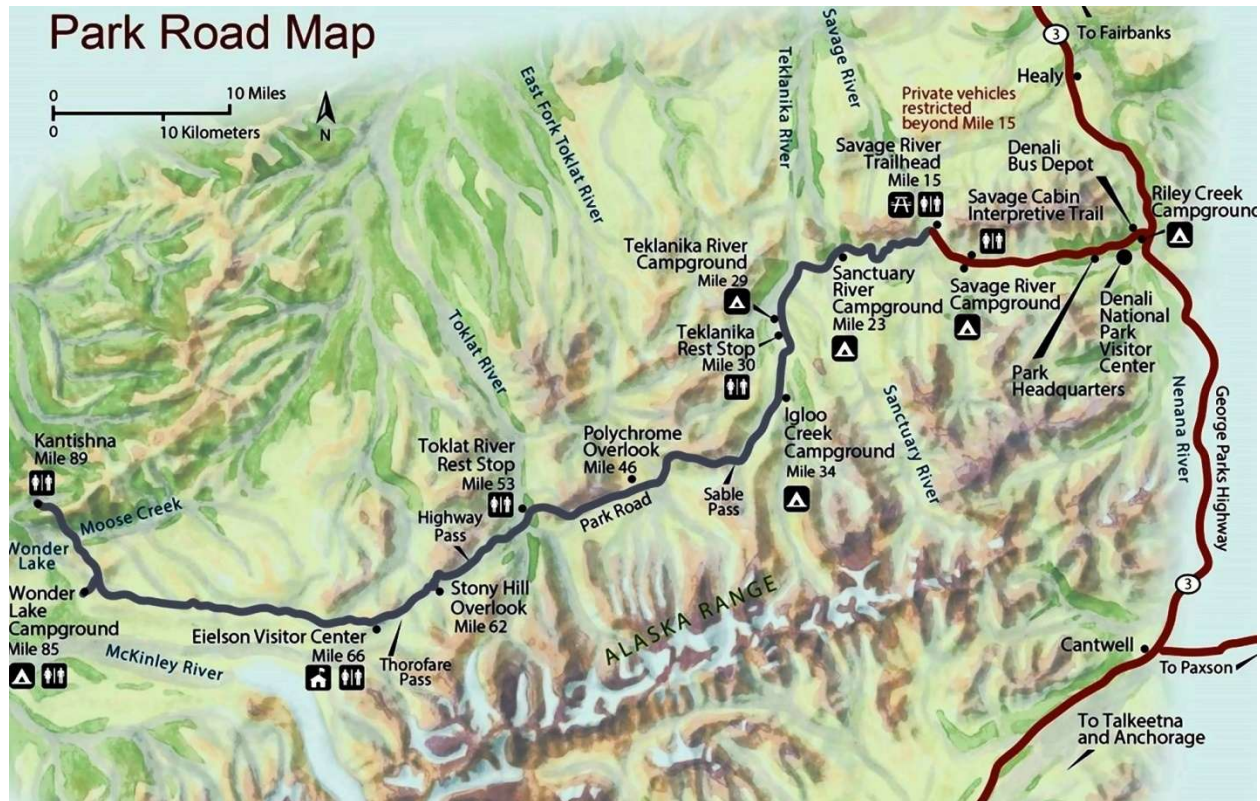 Park Road Map
0
10 Miles
0
10 Kilometers
N
East Fork Toklat River
Teklanika River
Savage River
3
To Fairbanks
Healy
Private vehicles
restricted
beyond Mile 15
Savage River
Trailhead
Mile 15
Denali
Bus Depot
Savage Cabin
Interpretive Trail
Riley Creek
Campground
Teklanika River
Campground
Mile 29
Teklanika
Rest Stop
Mile 30
Sanctuary
River
Campground
Mile 23
Savage River
Campground
Park
Headquarters
Denali
National
Park
Visitor
Center
Toklat River
Igloo
Creek
Campground
Mile 34
Sanctuary River
Nenana River
George Parks Highway
Kantishna
Mile 89
Moose Creek
Wonder
Lake
Toklat River
Rest Stop
Mile 53
Polychrome
Overlook
Mile 46
Highway
Pass
Park Road
Sable
Pass
Wonder
Lake
Campground
Mile 85
McKinley River
Eielson Visitor Center
Mile 66
Thorofare
Pass
Stony Hill
Overlook
Mile 62
ALASKA RANGE
3
Cantwell
To Paxson
To Talkeetna
and Anchorage